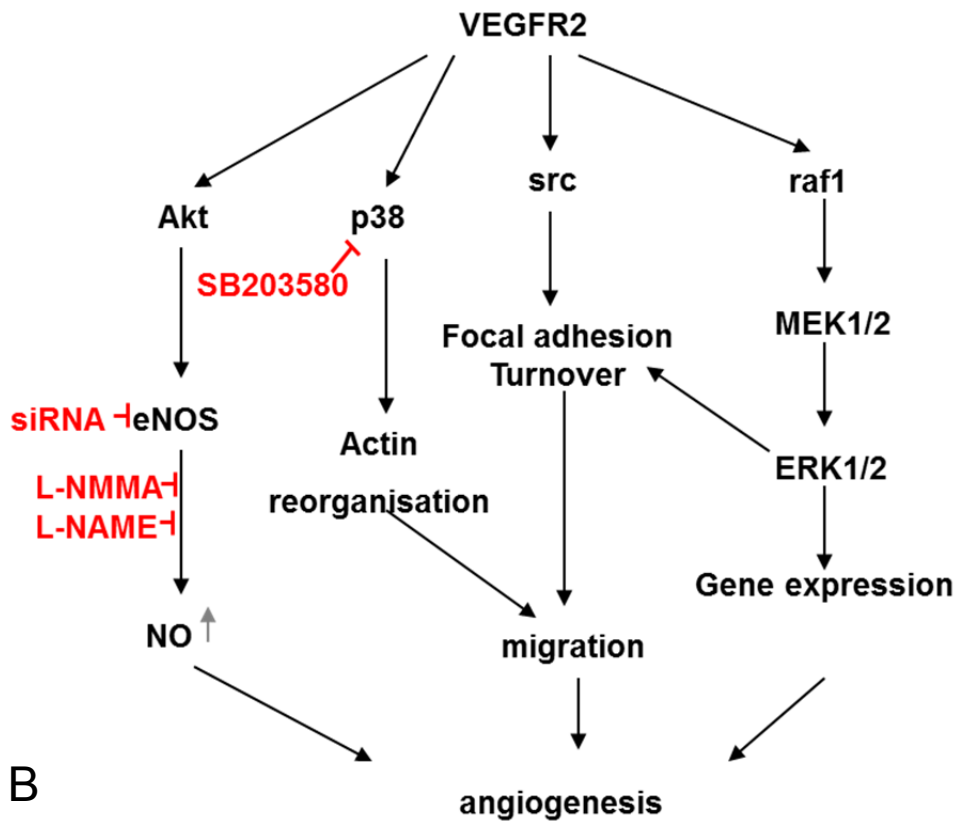 VEGFR2
src
raf1
Akt
p38
SB203580
MEK1/2
Focal adhesion
Turnover
siRNA
eNOS
Actin
reorganisation
ERK1/2
L-NMMA
L-NAME
Gene expression
NO
migration
B
angiogenesis